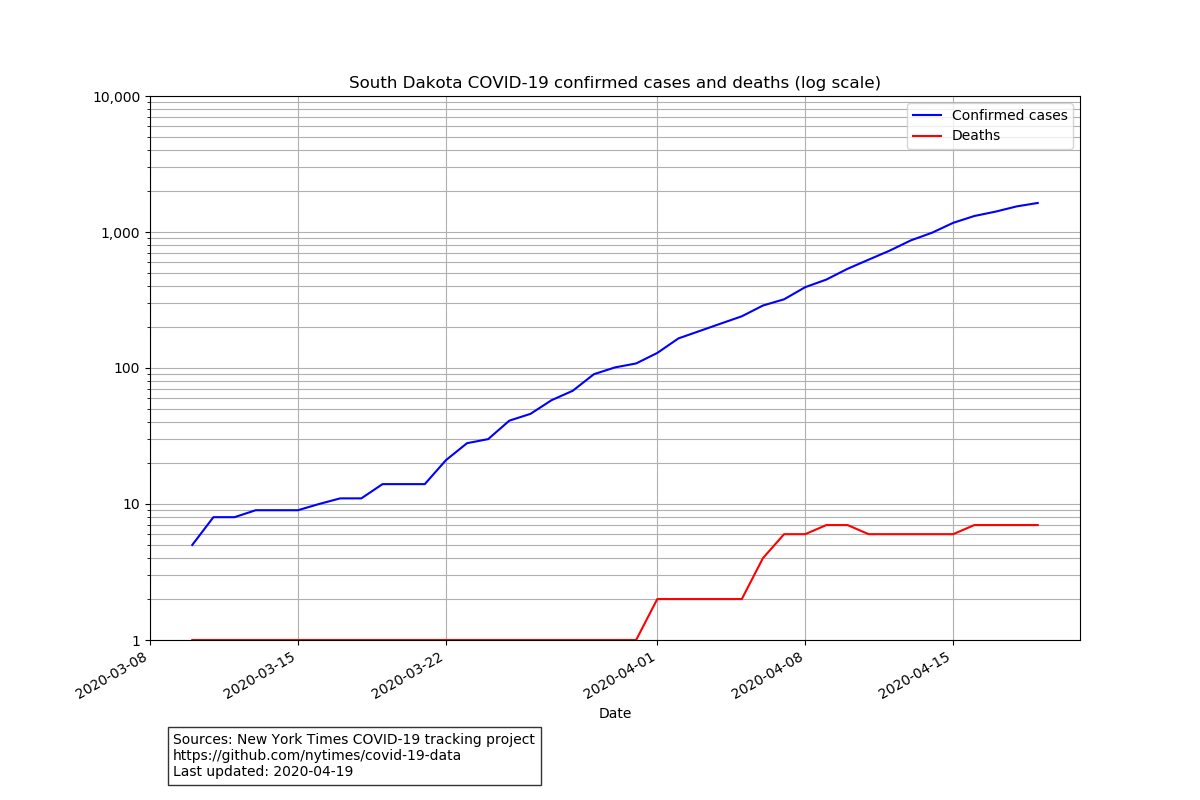 South Dakota COVID-19 confirmed cases and deaths (log scale)
10,000
1,000
100
10
1
Confirmed cases
Deaths
2020-03-08
2020-03-15
2020-03-22
2020-04-01
2020-04-08
2020-04-15
Date
Sources: New York Times COVID-19 tracking project
https://github.com/nytimes/covid-19-data
Last updated: 2020-04-19